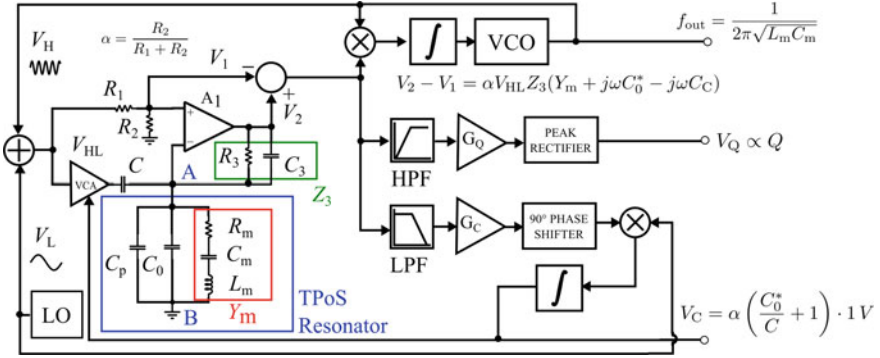 V_H
α = R_2 / (R_1 + R_2)
V_1
−
+
V_2
R_1
R_2
A_1
+
−
V_HL
VCA
C
A
R_3
C_3
Z_3
V_L
LO
C_p
C_0
R_m
C_m
L_m
Y_m
B
TPoS
Resonator
∫
VCO
f_out = 1 / (2π√(L_m C_m))
V_2 − V_1 = αV_HL Z_3(Y_m + jωC_0^* − jωC_C)
HPF
G_Q
PEAK
RECTIFIER
V_Q ∝ Q
LPF
G_C
90° PHASE
SHIFTER
∫
V_C = α (C_0^* / C + 1) · 1 V